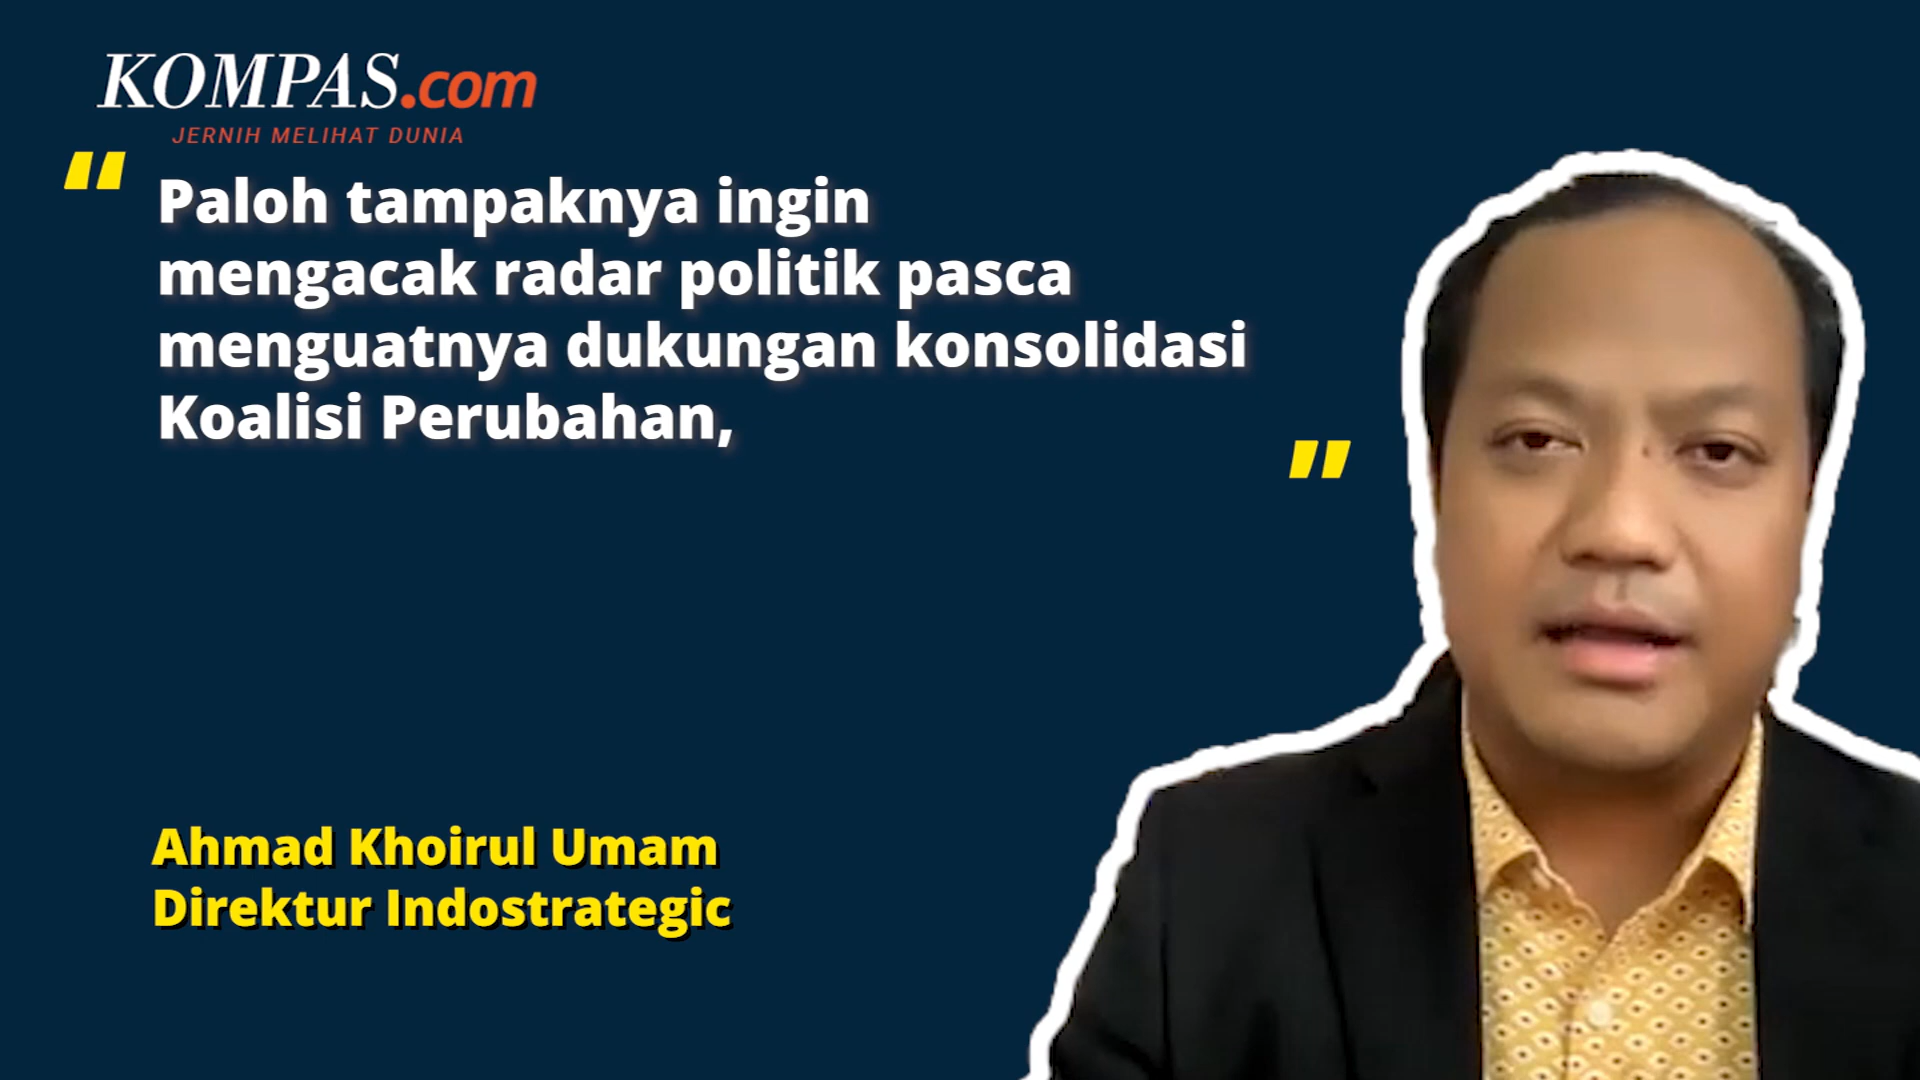 KOMPAS.com
JERNIH MELIHAT DUNIA
“ Paloh tampaknya ingin
mengacak radar politik pasca
menguatnya dukungan konsolidasi
Koalisi Perubahan, ”
Ahmad Khoirul Umam
Direktur Indostrategic